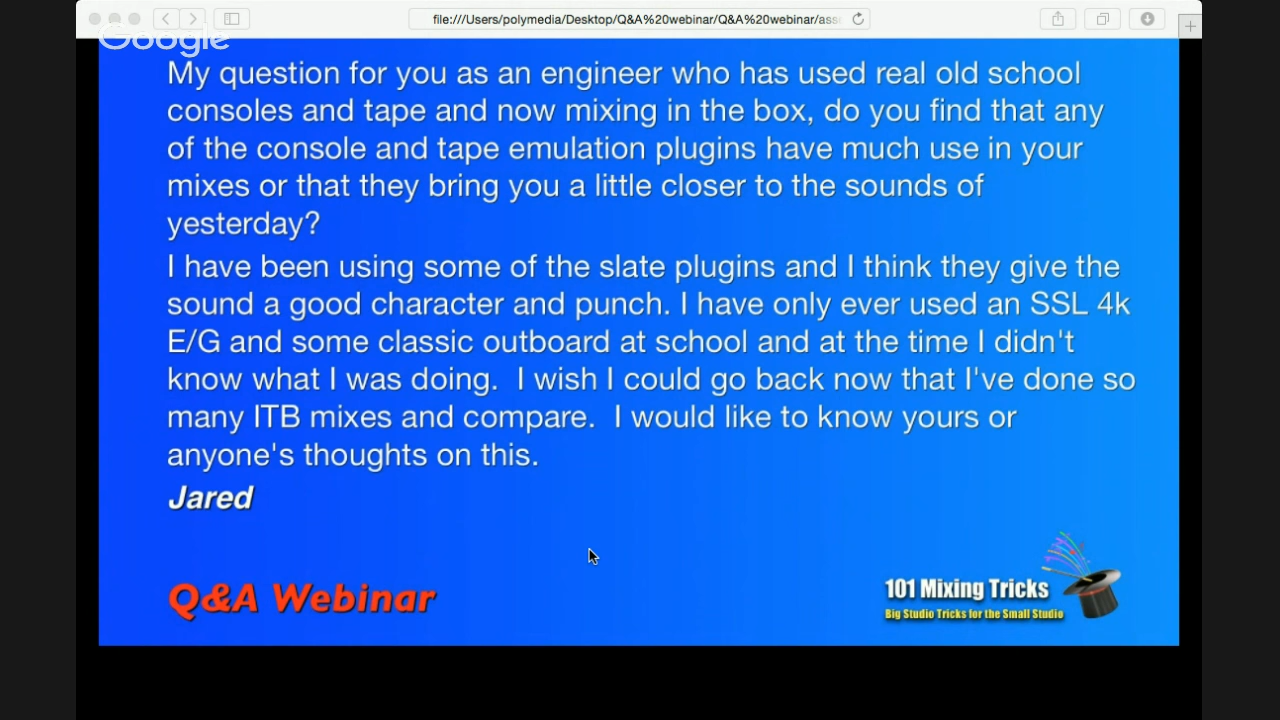 file:///Users/polymedia/Desktop/Q&A%20webinar/Q&A%20webinar/ass
Google
My question for you as an engineer who has used real old school
consoles and tape and now mixing in the box, do you find that any
of the console and tape emulation plugins have much use in your
mixes or that they bring you a little closer to the sounds of
yesterday?
I have been using some of the slate plugins and I think they give the
sound a good character and punch. I have only ever used an SSL 4k
E/G and some classic outboard at school and at the time I didn't
know what I was doing.  I wish I could go back now that I've done so
many ITB mixes and compare.  I would like to know yours or
anyone's thoughts on this.
Jared
Q&A Webinar
101 Mixing Tricks
Big Studio Tricks for the Small Studio